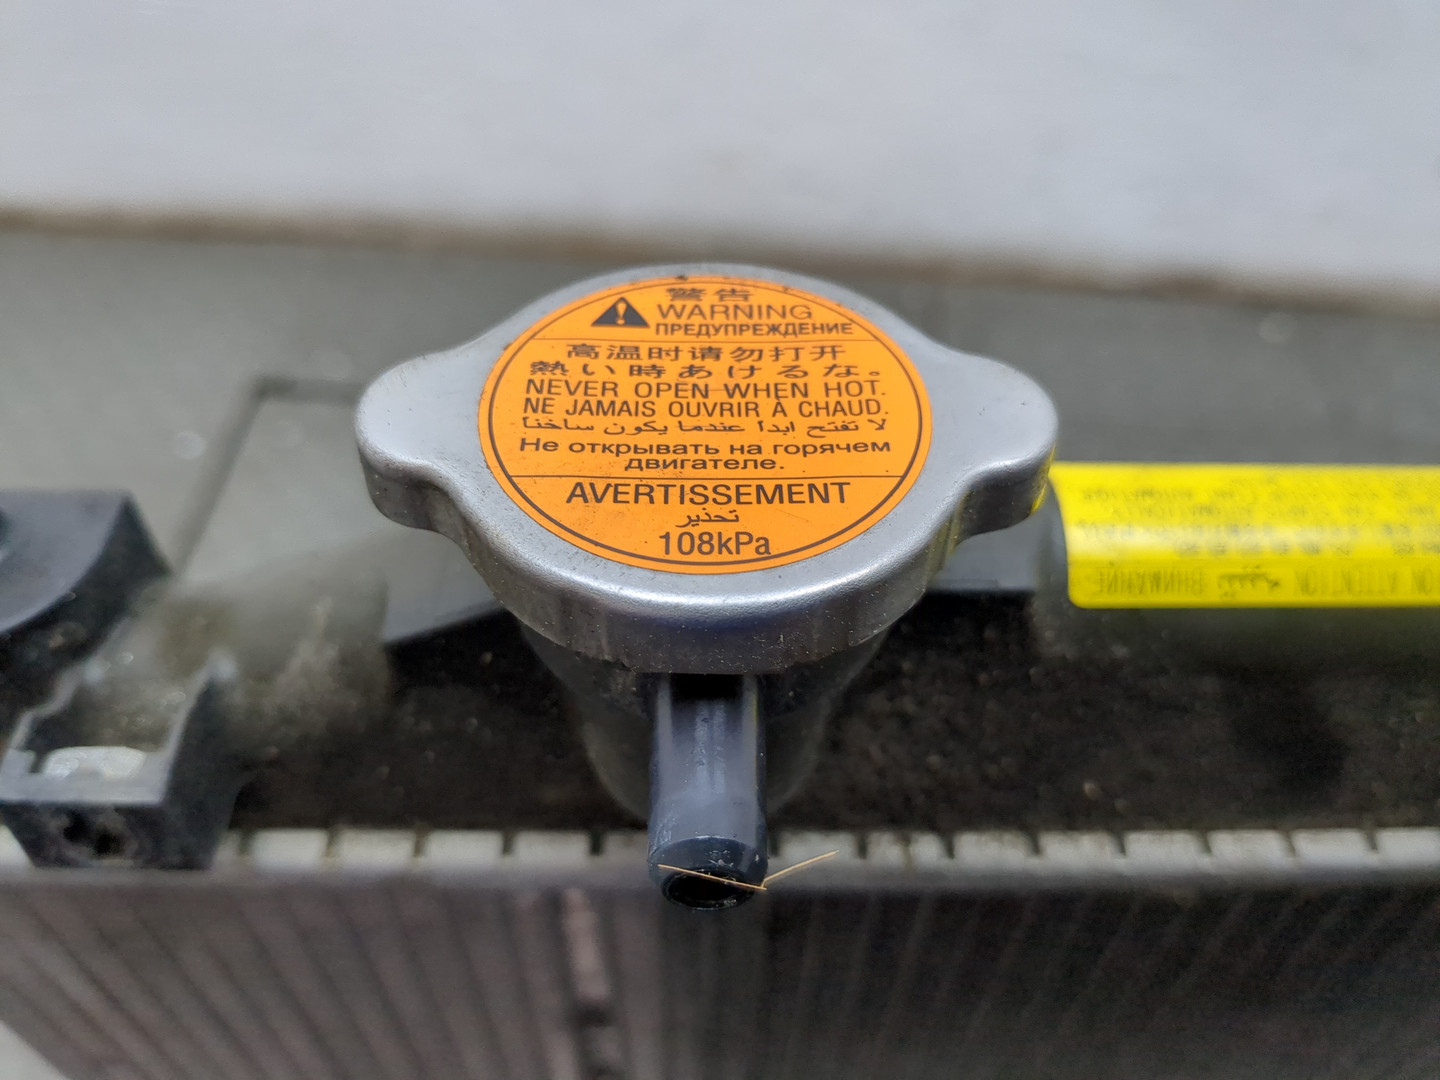 警告
WARNING
ПРЕДУПРЕЖДЕНИЕ
高温时请勿打开
熱い時あけるな。
NEVER OPEN WHEN HOT.
NE JAMAIS OUVRIR À CHAUD.
لا تفتح ابدا عندما يكون ساخنا
Не открывать на горячем
двигателе.
AVERTISSEMENT
تحذير
108kPa
ATTENTION ВНИМАНИЕ